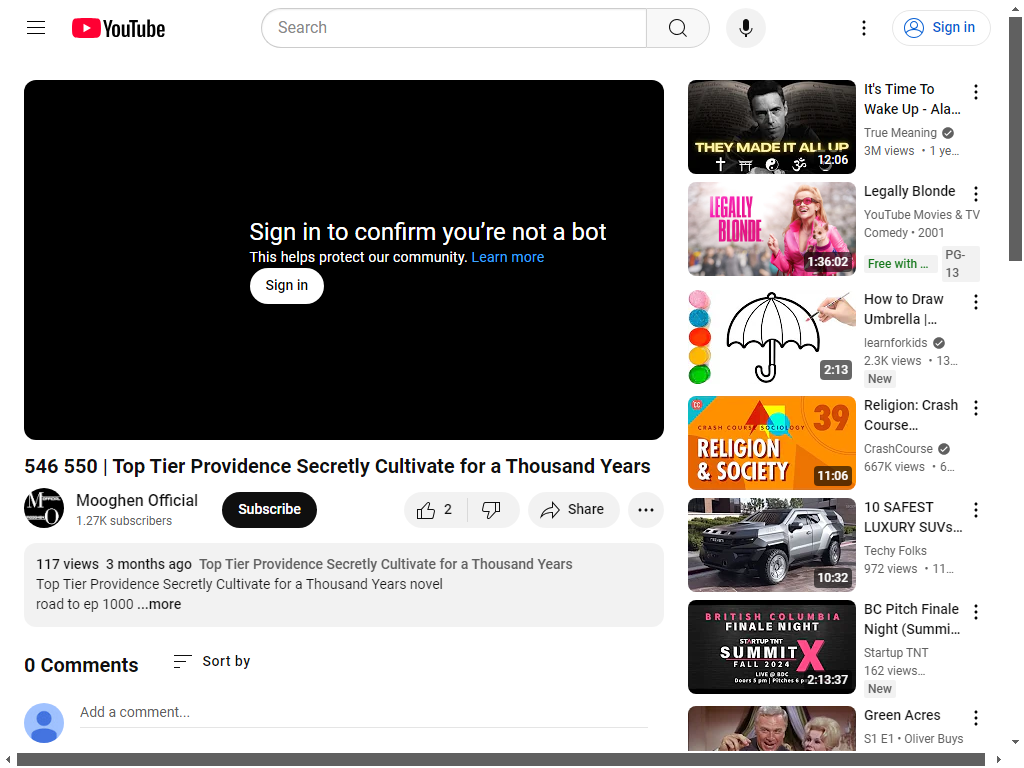 YouTube
Search
Sign in
Sign in to confirm you’re not a bot
This helps protect our community. Learn more
Sign in
546 550 | Top Tier Providence Secretly Cultivate for a Thousand Years
Mooghen Official
1.27K subscribers
Subscribe
2
Share
117 views 3 months ago Top Tier Providence Secretly Cultivate for a Thousand Years
Top Tier Providence Secretly Cultivate for a Thousand Years novel
road to ep 1000 ...more
0 Comments
Sort by
Add a comment...
THEY MADE IT ALL UP
12:06
It's Time To
Wake Up - Ala...
True Meaning
3M views • 1 ye...
LEGALLY
BLONDE
1:36:02
Legally Blonde
YouTube Movies & TV
Comedy • 2001
Free with ...
PG-
13
2:13
How to Draw
Umbrella |...
learnforkids
2.3K views • 13...
New
CC
CRASH COURSE SOCIOLOGY
39
RELIGION
& SOCIETY
11:06
Religion: Crash
Course...
CrashCourse
667K views • 6...
10:32
10 SAFEST
LUXURY SUVs...
Techy Folks
972 views • 11...
BRITISH COLUMBIA
FINALE NIGHT
STARTUP TNT
SUMMIT X
FALL 2024
LIVE @ BDC
Doors 5 pm | Pitches 6 p
2:13:37
BC Pitch Finale
Night (Summi...
Startup TNT
162 views...
New
Green Acres
S1 E1 • Oliver Buys